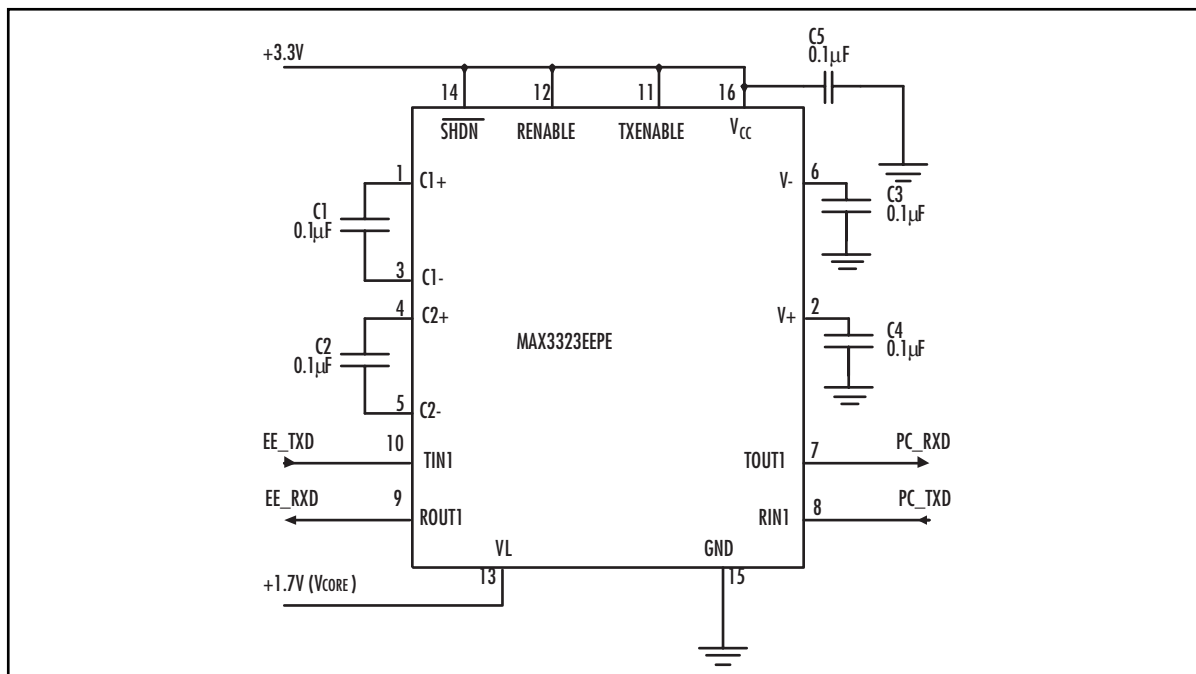 +3.3V
C5
0.1µF
14
12
11
16
SHDN
RENABLE
TXENABLE
VCC
1
C1+
V-
6
C1
0.1µF
C3
0.1µF
3
C1-
4
C2+
V+
2
MAX3323EEPE
C2
0.1µF
C4
0.1µF
5
C2-
EE_TXD
10
TIN1
TOUT1
7
PC_RXD
EE_RXD
9
ROUT1
RIN1
8
PC_TXD
VL
GND
13
15
+1.7V (VCORE)